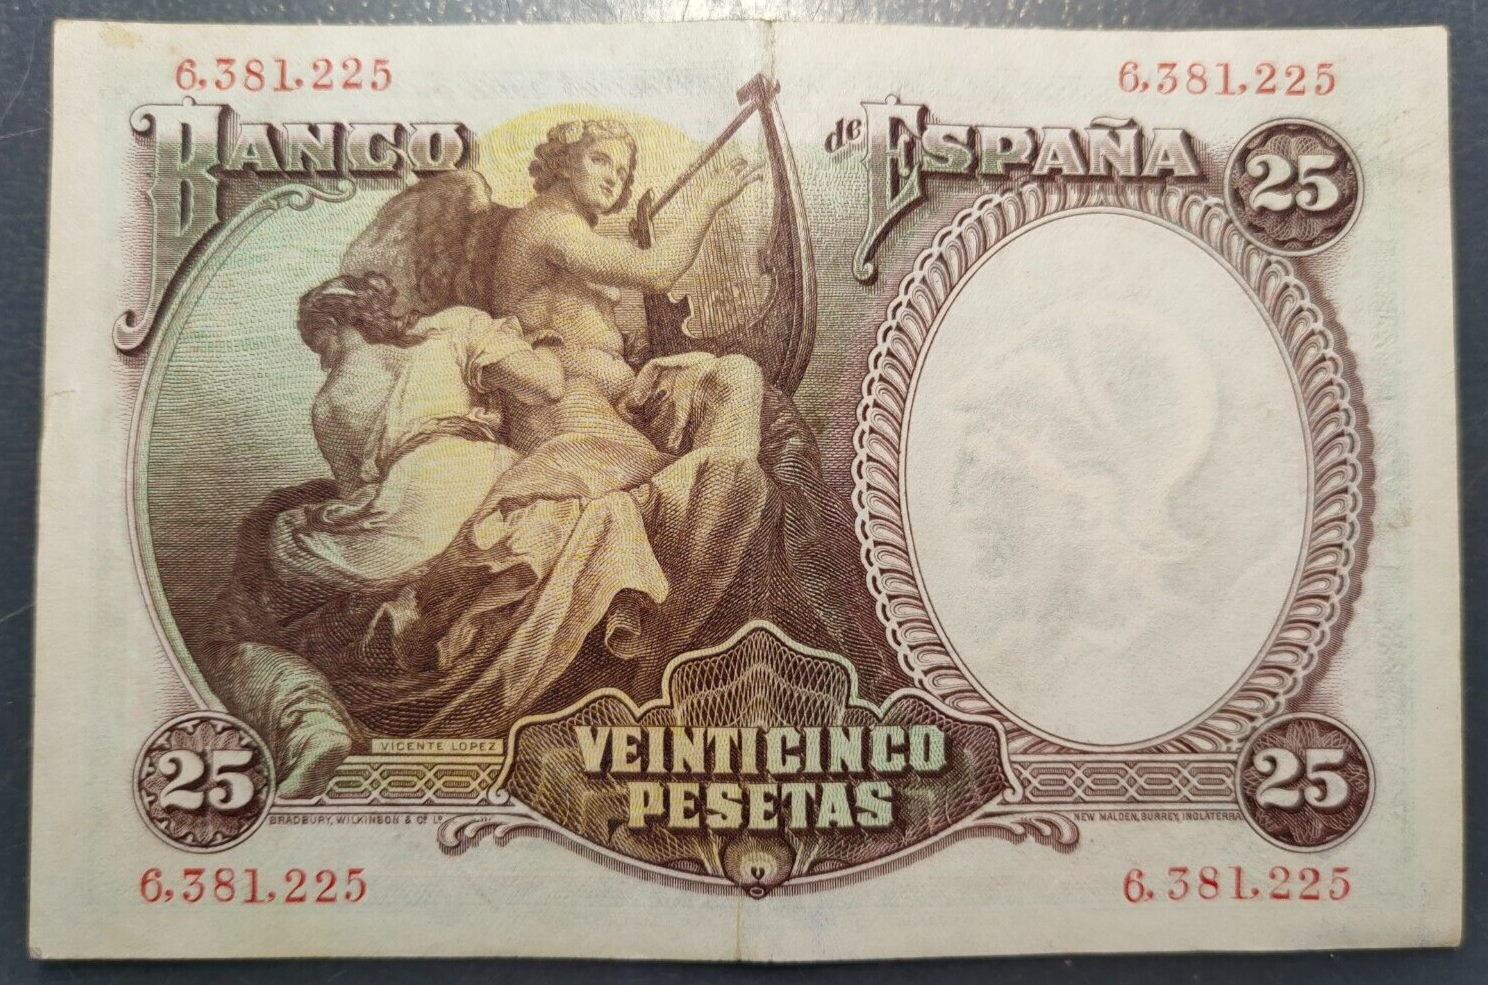 6,381,225 6,381,225
BANCO de ESPAÑA 25
VICENTE LOPEZ
25 VEINTICINCO 25
PESETAS
BRADBURY, WILKINSON & Cº Lº NEW MALDEN, SURREY, INGLATERRA
6,381,225 6,381,225